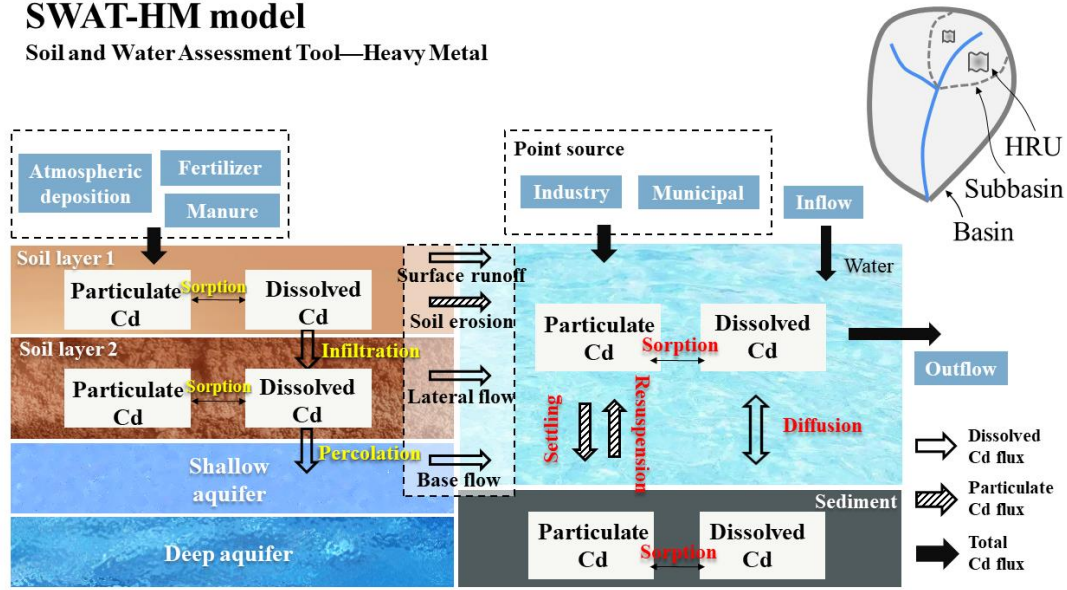 SWAT-HM model
Soil and Water Assessment Tool—Heavy Metal
HRU
Subbasin
Basin
Atmospheric
deposition
Fertilizer
Manure
Point source
Industry
Municipal
Inflow
Soil layer 1
Particulate
Cd
Sorption
Dissolved
Cd
Infiltration
Soil layer 2
Particulate
Cd
Sorption
Dissolved
Cd
Percolation
Shallow
aquifer
Deep aquifer
Surface runoff
Soil erosion
Lateral flow
Base flow
Water
Particulate
Cd
Sorption
Dissolved
Cd
Settling
Resuspension
Diffusion
Outflow
Sediment
Particulate
Cd
Sorption
Dissolved
Cd
Dissolved
Cd flux
Particulate
Cd flux
Total
Cd flux